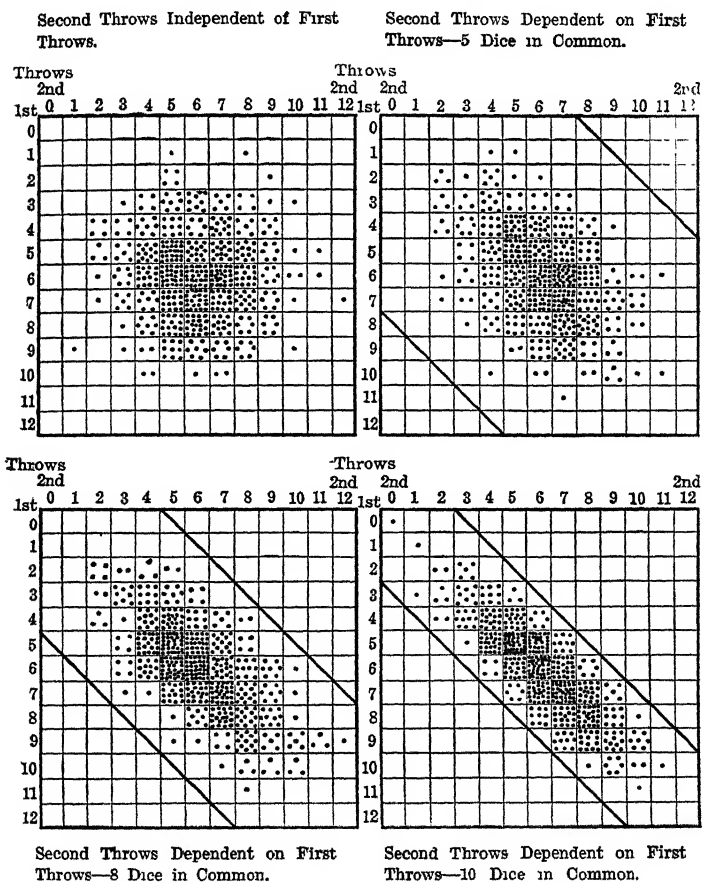 Second Throws Independent of First
Throws.
Second Throws Dependent on First
Throws—5 Dice in Common.
Throws
2nd 2nd
1st 0 1 2 3 4 5 6 7 8 9 10 11 12
0
1
2
3
4
5
6
7
8
9
10
11
12
Throws
2nd 2nd
1st 0 1 2 3 4 5 6 7 8 9 10 11 12
0
1
2
3
4
5
6
7
8
9
10
11
12
Throws
2nd 2nd
1st 0 1 2 3 4 5 6 7 8 9 10 11 12
0
1
2
3
4
5
6
7
8
9
10
11
12
Throws
2nd 2nd
1st 0 1 2 3 4 5 6 7 8 9 10 11 12
0
1
2
3
4
5
6
7
8
9
10
11
12
Second Throws Dependent on First
Throws—8 Dice in Common.
Second Throws Dependent on First
Throws—10 Dice in Common.